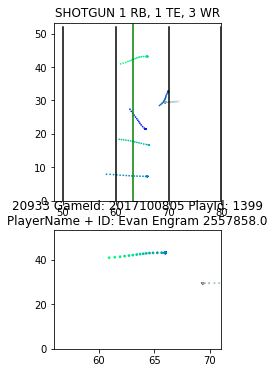 SHOTGUN 1 RB, 1 TE, 3 WR
50
40
30
20
10
0
50 60 70 80
20933 GameId: 2017100805 PlayId: 1399
PlayerName + ID: Evan Engram 2557858.0
40
20
0
60 65 70